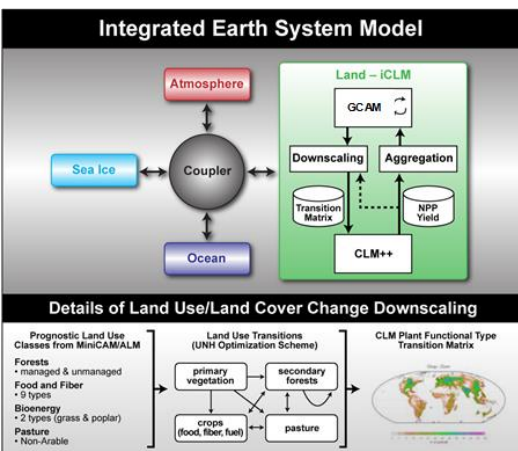 Integrated Earth System Model
Atmosphere
Sea Ice
Coupler
Ocean
Land – iCLM
GCAM
Downscaling
Aggregation
Transition
Matrix
NPP
Yield
CLM++
Details of Land Use/Land Cover Change Downscaling
Prognostic Land Use
Classes from MiniCAM/ALM
Forests
• managed & unmanaged
Food and Fiber
• 9 types
Bioenergy
• 2 types (grass & poplar)
Pasture
• Non-Arable
Land Use Transitions
(UNH Optimization Scheme)
primary
vegetation
secondary
forests
crops
(food, fiber, fuel)
pasture
CLM Plant Functional Type
Transition Matrix